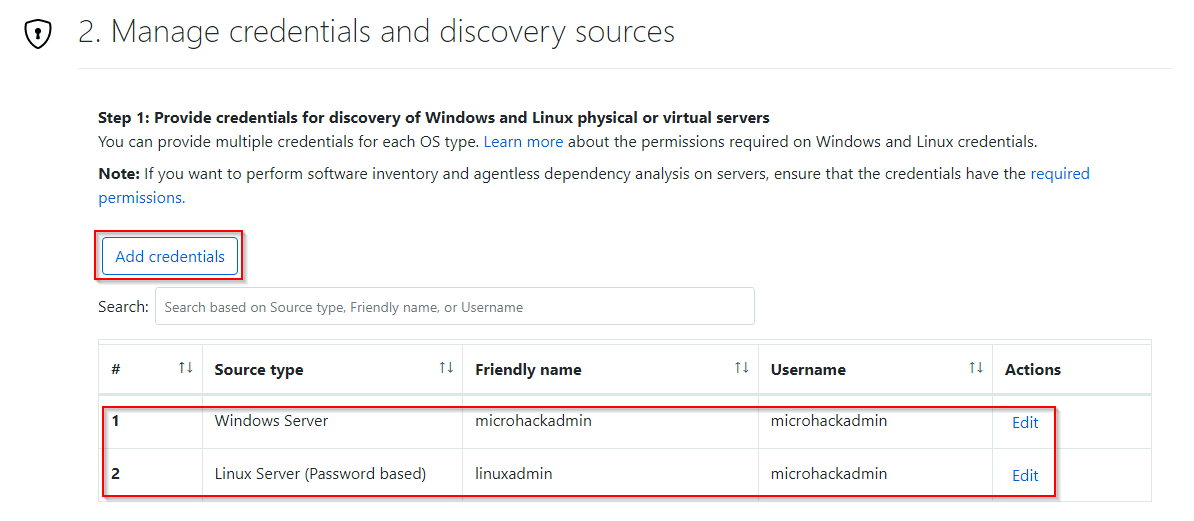 2. Manage credentials and discovery sources
Step 1: Provide credentials for discovery of Windows and Linux physical or virtual servers
You can provide multiple credentials for each OS type. Learn more about the permissions required on Windows and Linux credentials.
Note: If you want to perform software inventory and agentless dependency analysis on servers, ensure that the credentials have the required
permissions.
Add credentials
Search: Search based on Source type, Friendly name, or Username
# Source type Friendly name Username Actions
1 Windows Server microhackadmin microhackadmin Edit
2 Linux Server (Password based) linuxadmin microhackadmin Edit